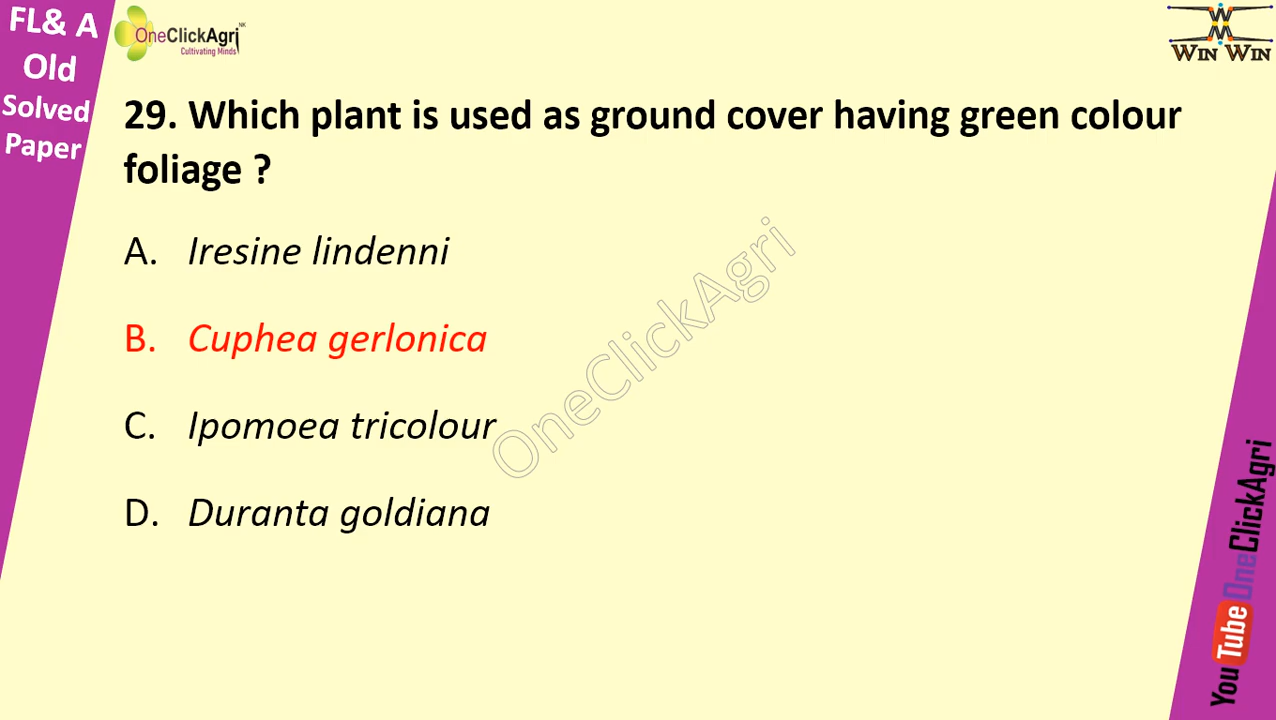 FL& A
Old
Solved
Paper
OneClickAgri
NK
Cultivating Minds
WIN WIN
29. Which plant is used as ground cover having green colour
foliage ?
A. Iresine lindenni
B. Cuphea gerlonica
C. Ipomoea tricolour
D. Duranta goldiana
OneClickAgri
YouTube OneClickAgri